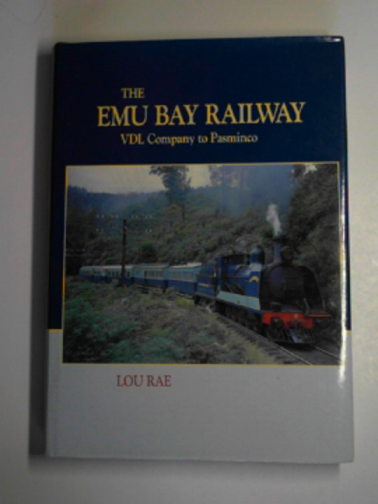 THE
EMU BAY RAILWAY
VDL Company to Pasminco
LOU RAE